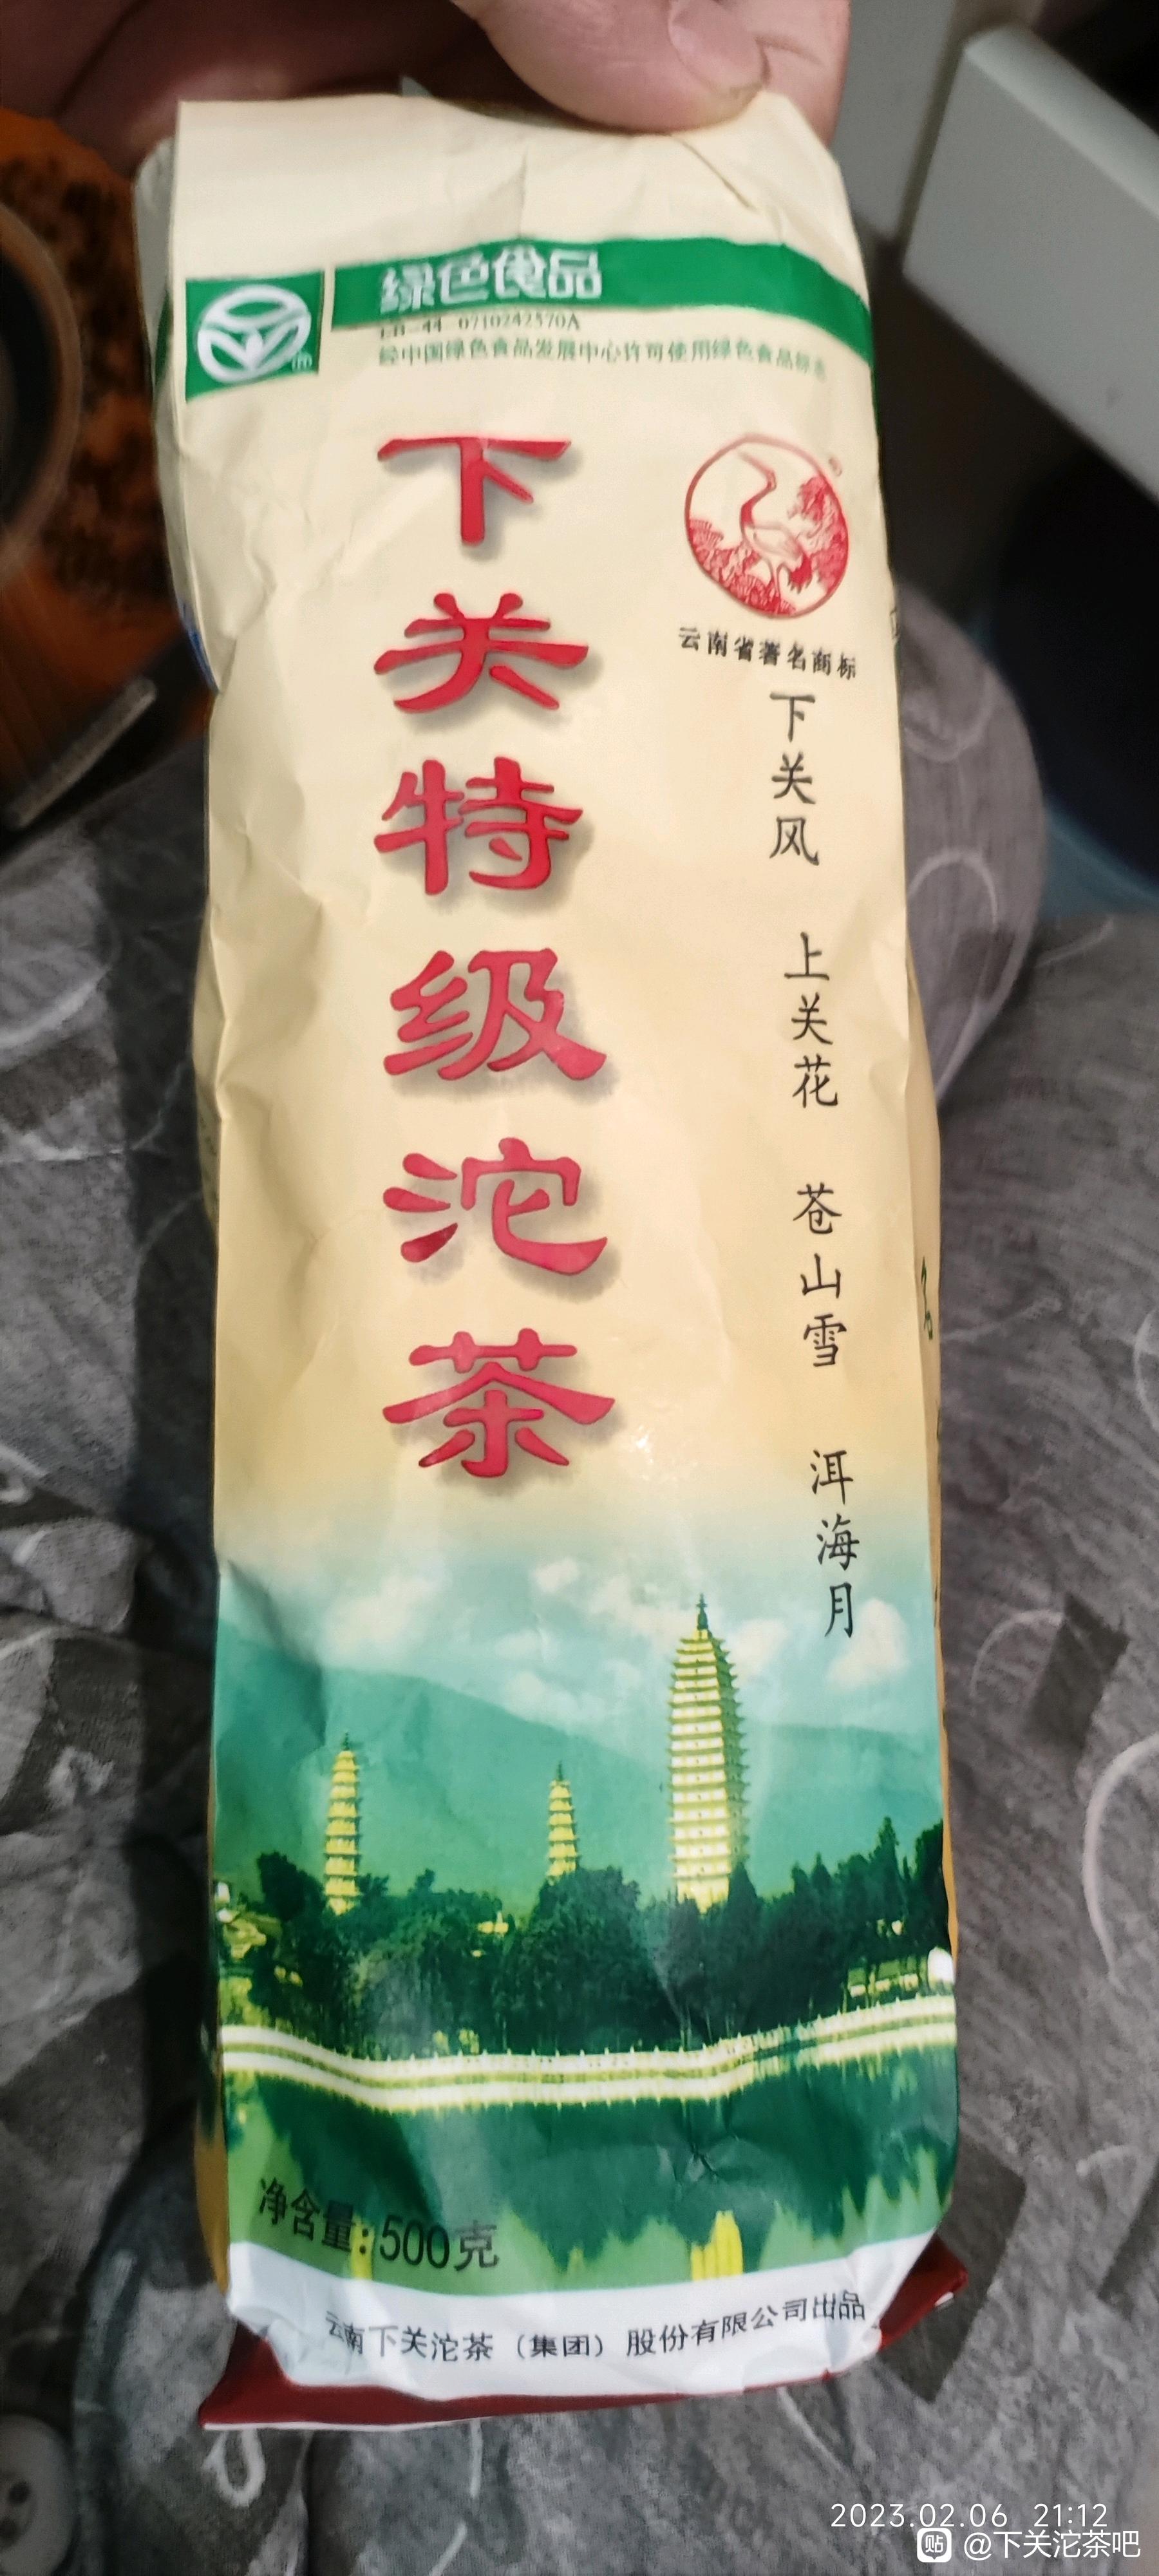 绿色食品
LB-44 0710242570A
经中国绿色食品发展中心许可使用绿色食品标志
下关特级沱茶
云南省著名商标
下关风 上关花 苍山雪 洱海月
净含量:500克
云南下关沱茶（集团）股份有限公司出品
2023.02.06 21:12
贴 @下关沱茶吧